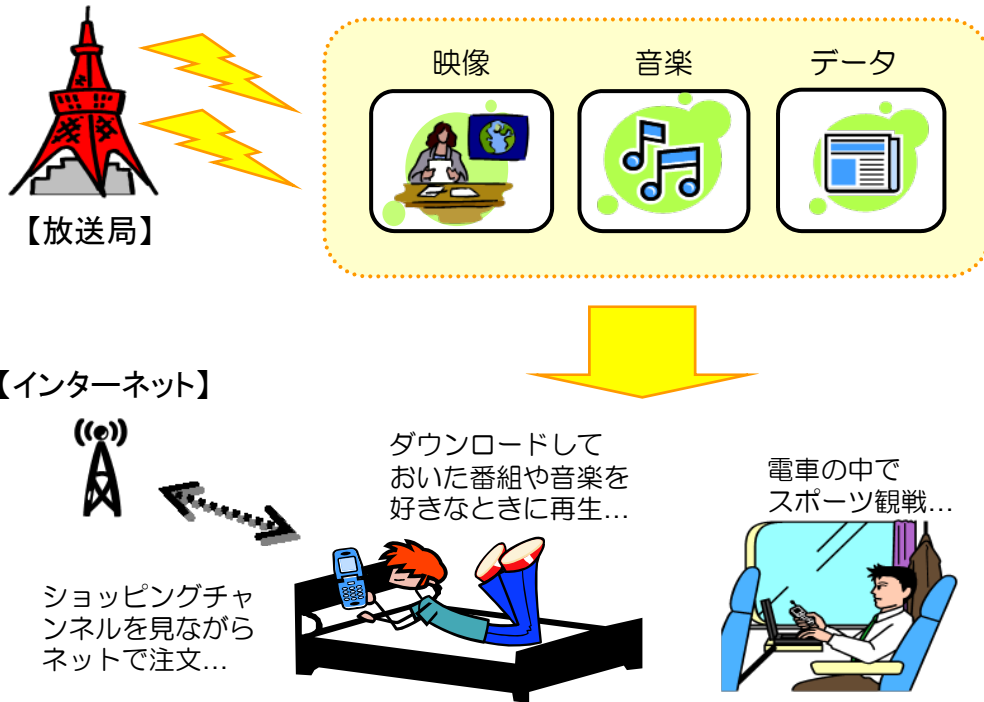 映像
音楽
データ
【放送局】
【インターネット】
ダウンロードして
おいた番組や音楽を
好きなときに再生…
電車の中で
スポーツ観戦…
ショッピングチャ
ンネルを見ながら
ネットで注文…